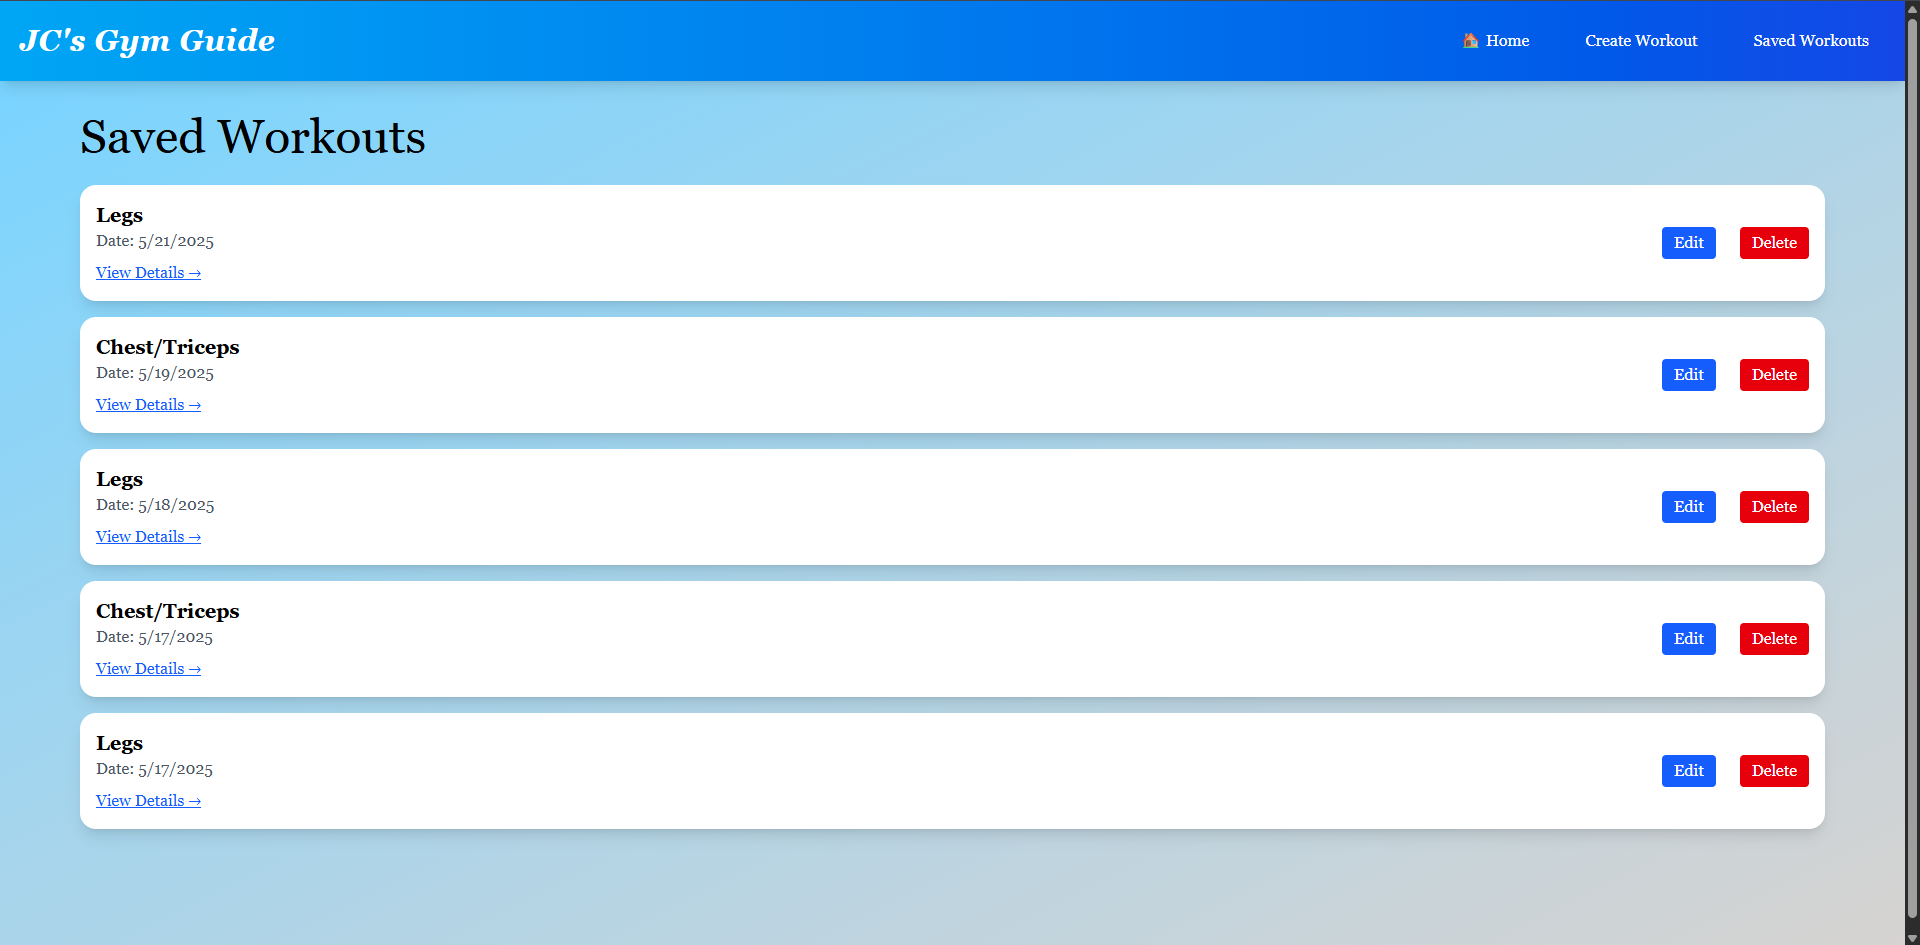 JC's Gym Guide
🏠 Home Create Workout Saved Workouts
Saved Workouts
Legs
Date: 5/21/2025
View Details →
Edit Delete
Chest/Triceps
Date: 5/19/2025
View Details →
Edit Delete
Legs
Date: 5/18/2025
View Details →
Edit Delete
Chest/Triceps
Date: 5/17/2025
View Details →
Edit Delete
Legs
Date: 5/17/2025
View Details →
Edit Delete